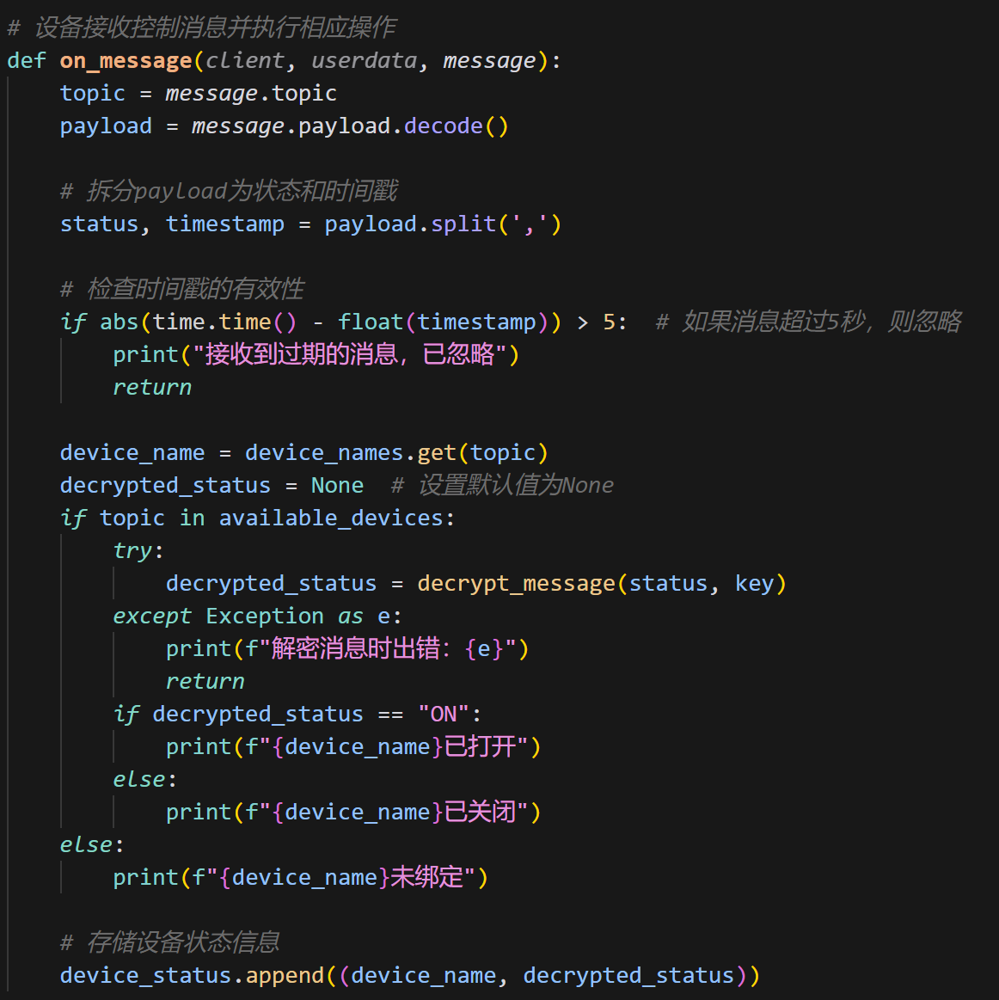 # 设备接收控制消息并执行相应操作
def on_message(client, userdata, message):
    topic = message.topic
    payload = message.payload.decode()
    # 拆分payload为状态和时间戳
    status, timestamp = payload.split(',')
    # 检查时间戳的有效性
    if abs(time.time() - float(timestamp)) > 5:  # 如果消息超过5秒，则忽略
        print("接收到过期的消息，已忽略")
        return
    device_name = device_names.get(topic)
    decrypted_status = None  # 设置默认值为None
    if topic in available_devices:
        try:
            decrypted_status = decrypt_message(status, key)
        except Exception as e:
            print(f"解密消息时出错：{e}")
            return
        if decrypted_status == "ON":
            print(f"{device_name}已打开")
        else:
            print(f"{device_name}已关闭")
    else:
        print(f"{device_name}未绑定")
    # 存储设备状态信息
    device_status.append((device_name, decrypted_status))